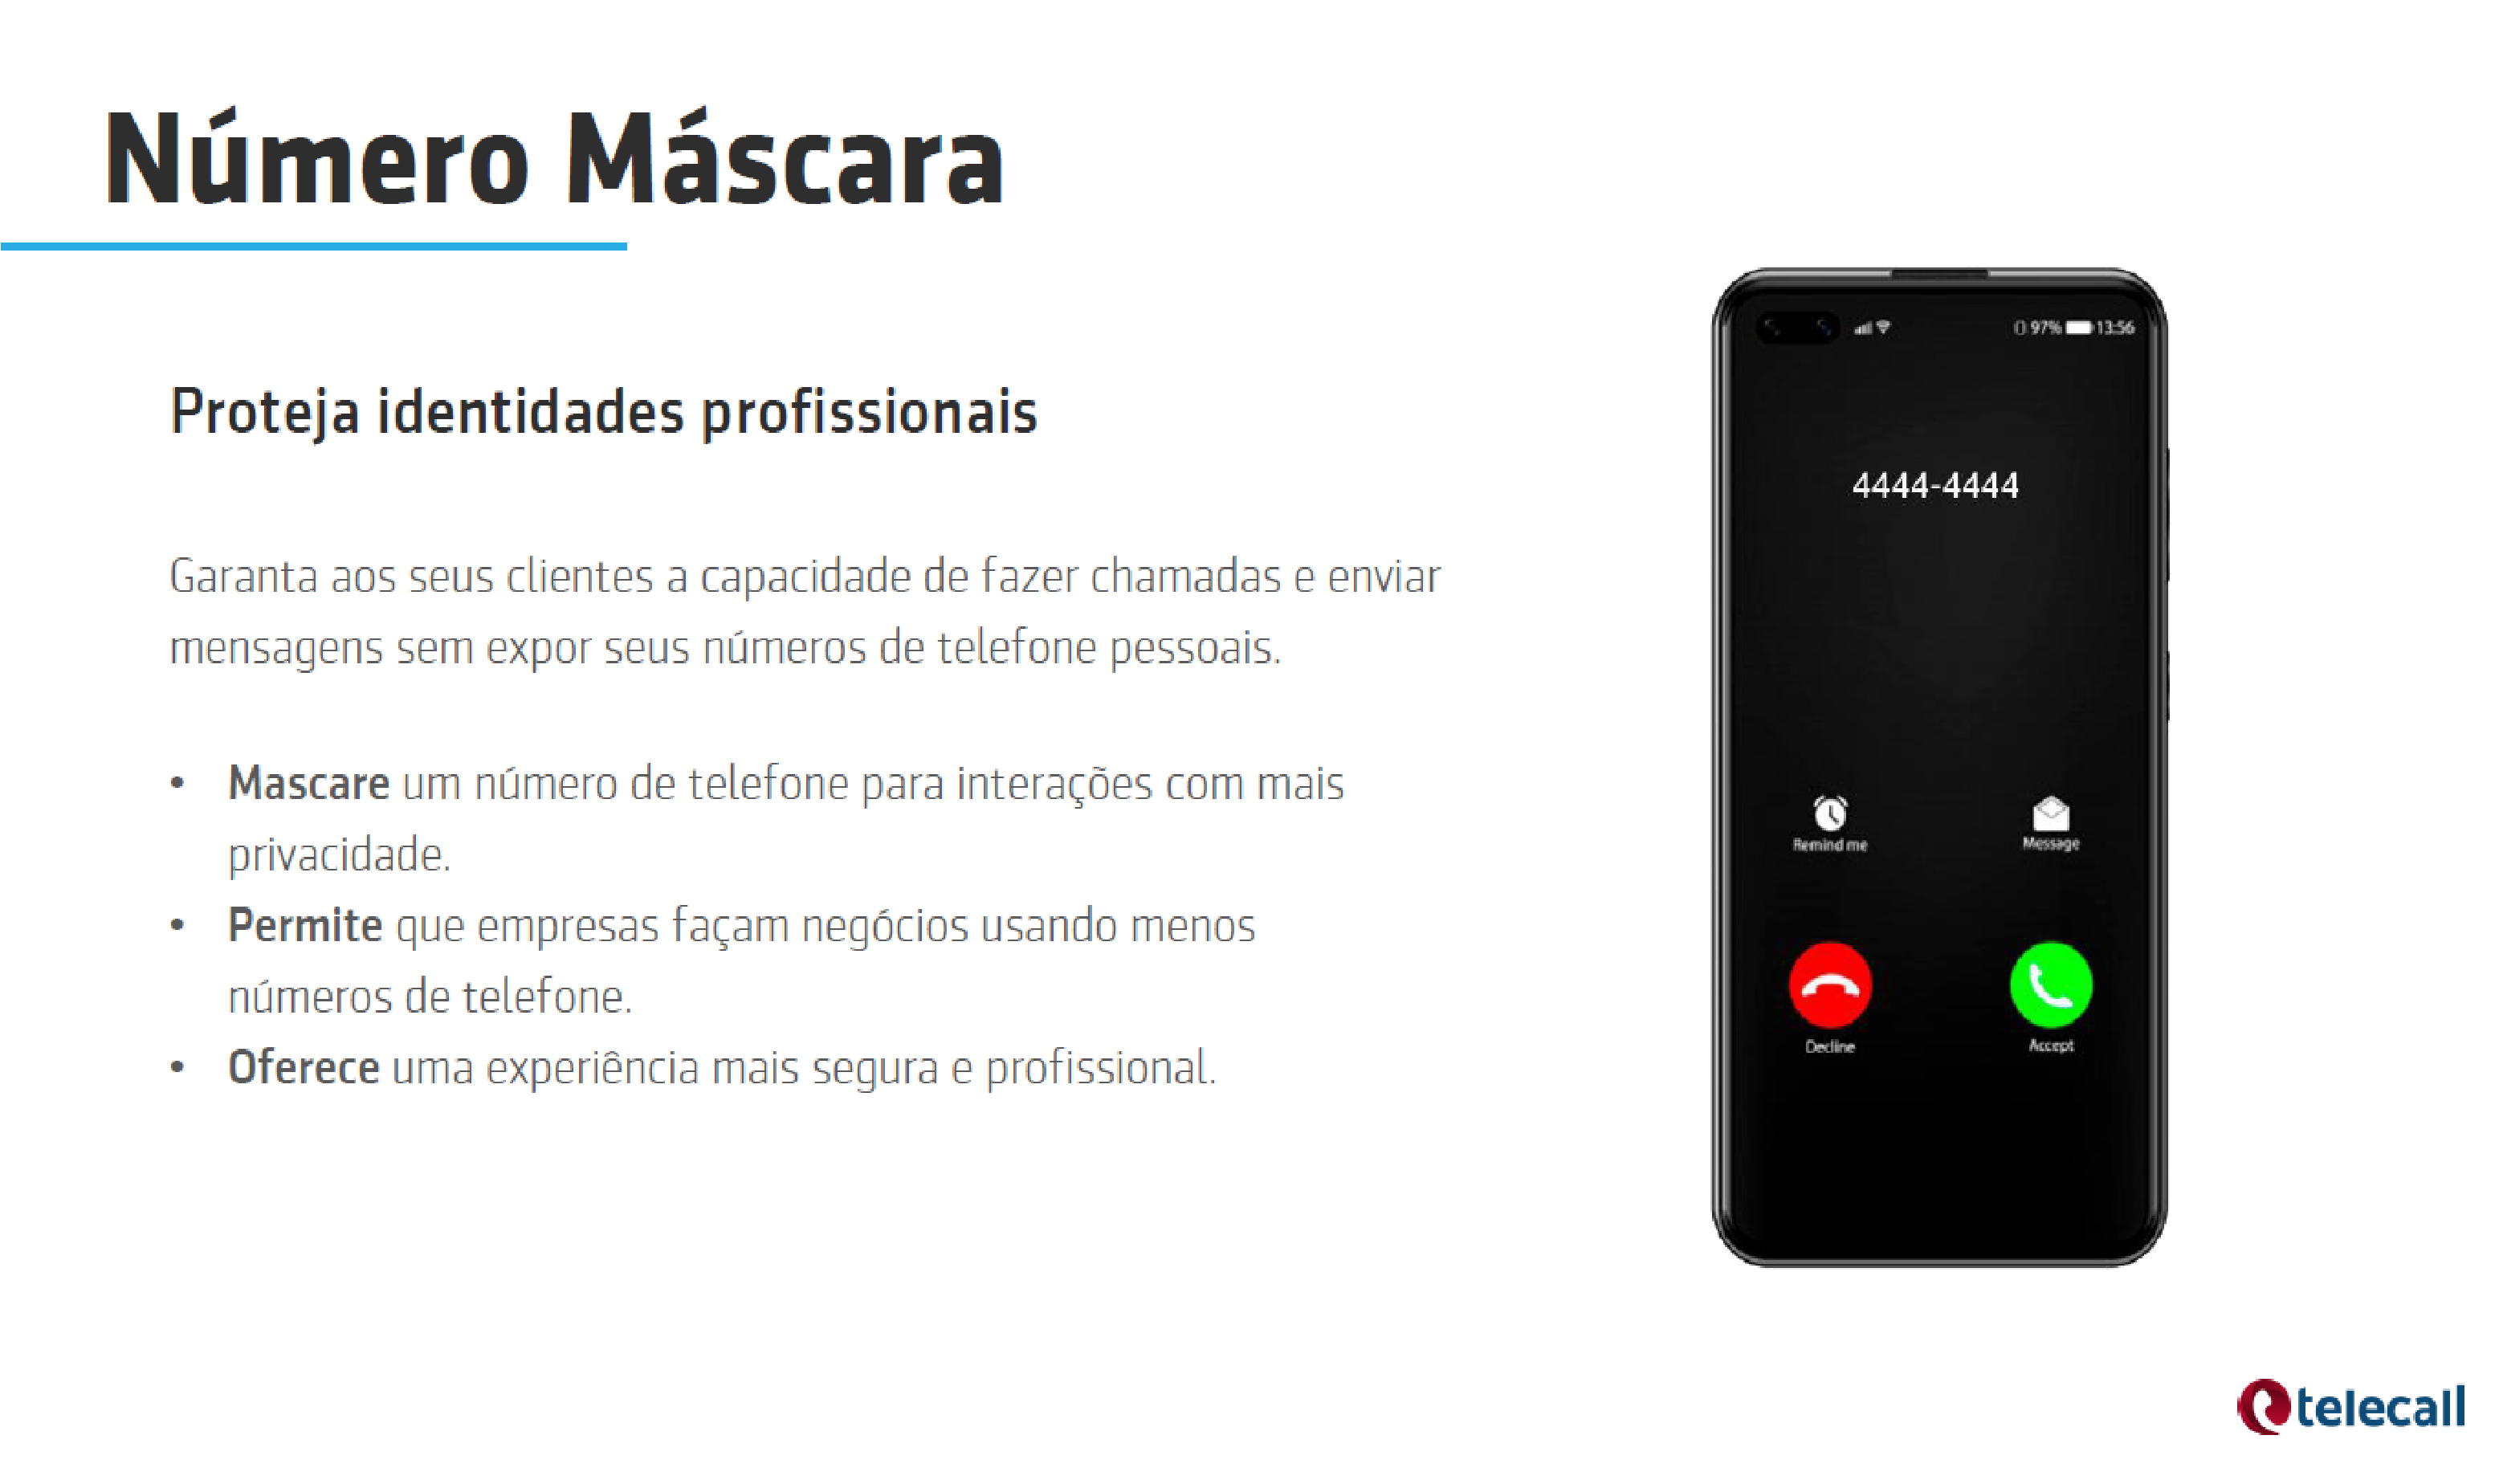 Número Máscara
Proteja identidades profissionais
Garanta aos seus clientes a capacidade de fazer chamadas e enviar
mensagens sem expor seus números de telefone pessoais.
• Mascare um número de telefone para interações com mais
privacidade.
• Permite que empresas façam negócios usando menos
números de telefone.
• Oferece uma experiência mais segura e profissional.
97% 13:56
4444-4444
Remind me Message
Decline Accept
telecall